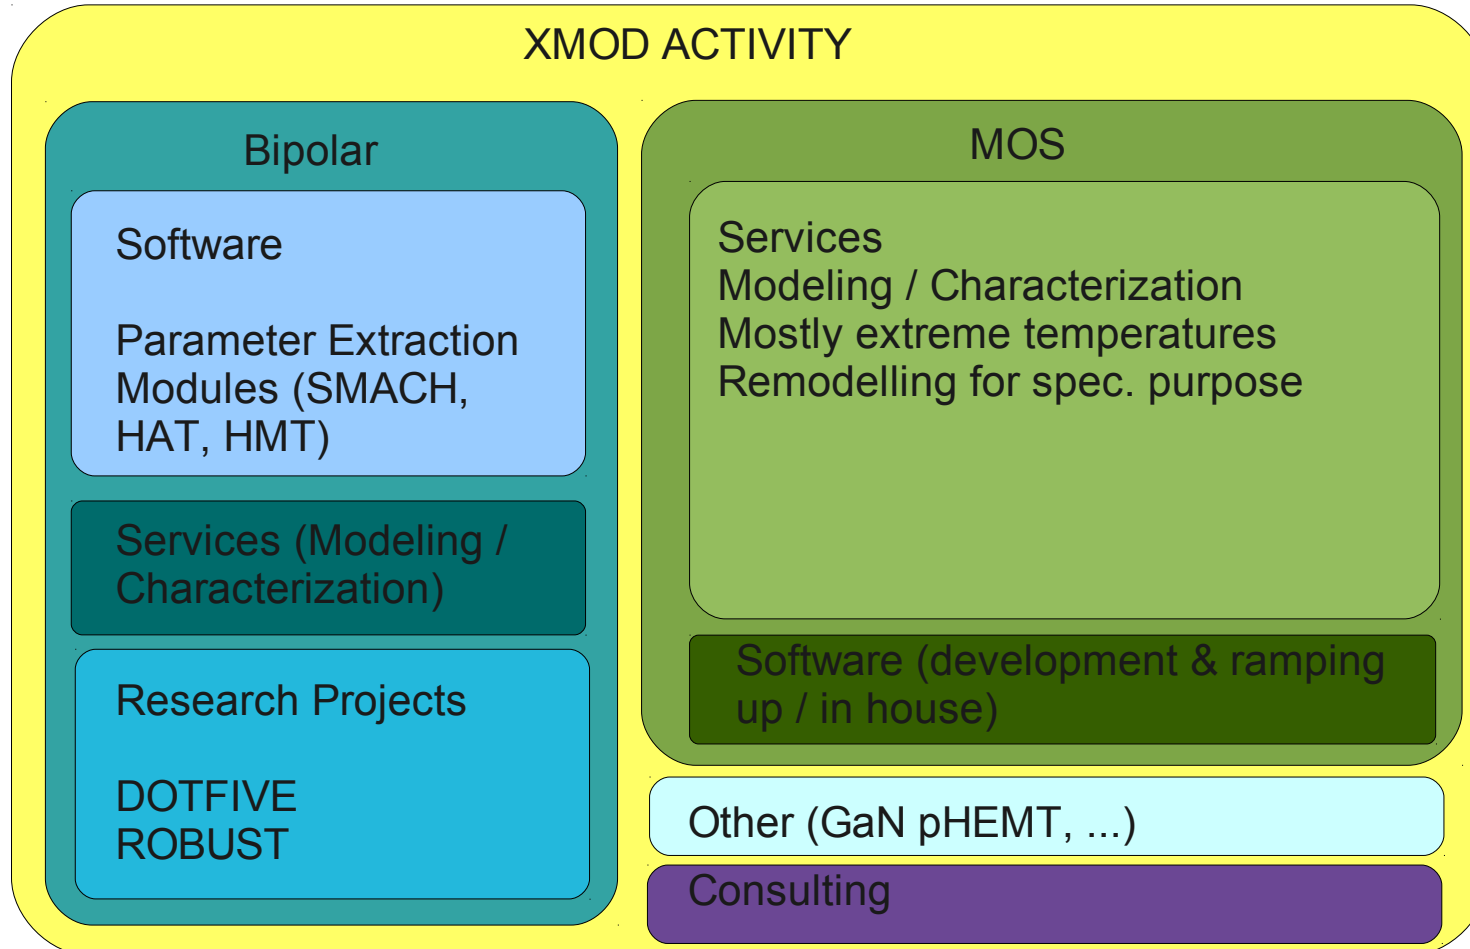 XMOD ACTIVITY
Bipolar
Software
Parameter Extraction
Modules (SMACH,
HAT, HMT)
Services (Modeling /
Characterization)
Research Projects
DOTFIVE
ROBUST
MOS
Services
Modeling / Characterization
Mostly extreme temperatures
Remodelling for spec. purpose
Software (development & ramping
up / in house)
Other (GaN pHEMT, ...)
Consulting